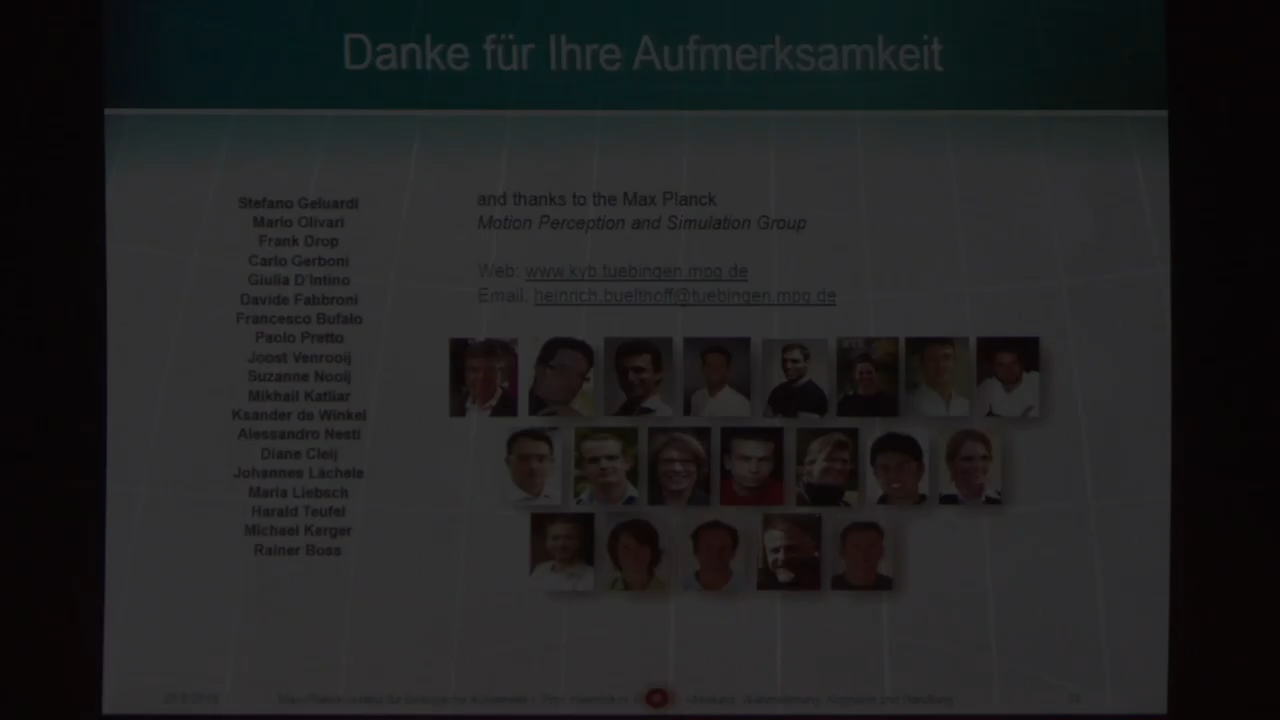 Danke für Ihre Aufmerksamkeit
Stefano Geluardi
Mario Olivari
Frank Drop
Carlo Gerboni
Giulia D'Intino
Davide Fabbroni
Francesco Bufalo
Paolo Pretto
Joost Venrooij
Suzanne Nooij
Mikhail Katliar
Ksander de Winkel
Alessandro Nesti
Diane Cleij
Johannes Lächele
Maria Liebsch
Harald Teufel
Michael Kerger
Rainer Boss
and thanks to the Max Planck
Motion Perception and Simulation Group
Web: www.kyb.tuebingen.mpg.de
Email: heinrich.buelthoff@tuebingen.mpg.de